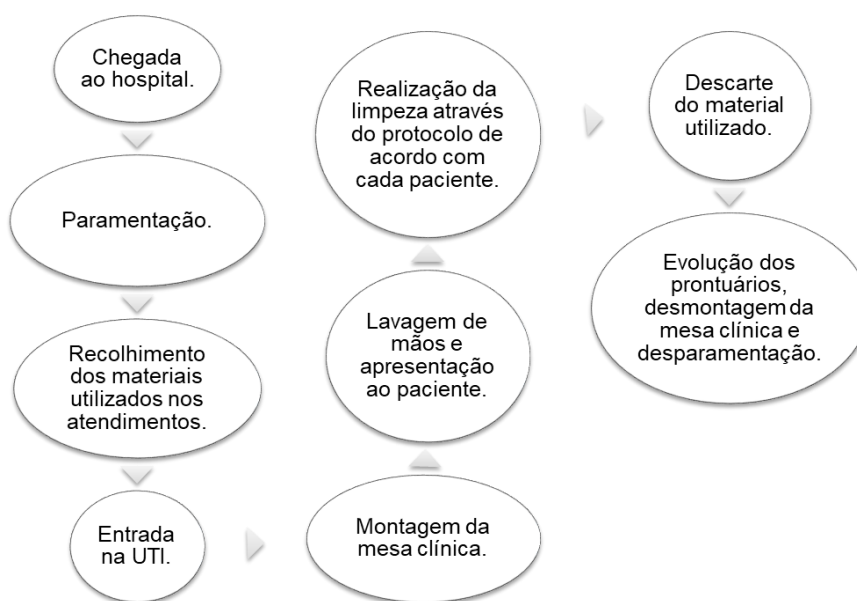 Chegada
ao hospital.
Paramentação.
Recolhimento
dos materiais
utilizados nos
atendimentos.
Entrada
na UTI.
Montagem da
mesa clínica.
Lavagem de
mãos e
apresentação
ao paciente.
Realização da
limpeza através
do protocolo de
acordo com
cada paciente.
Descarte
do material
utilizado.
Evolução dos
prontuários,
desmontagem da
mesa clínica e
desparamentação.